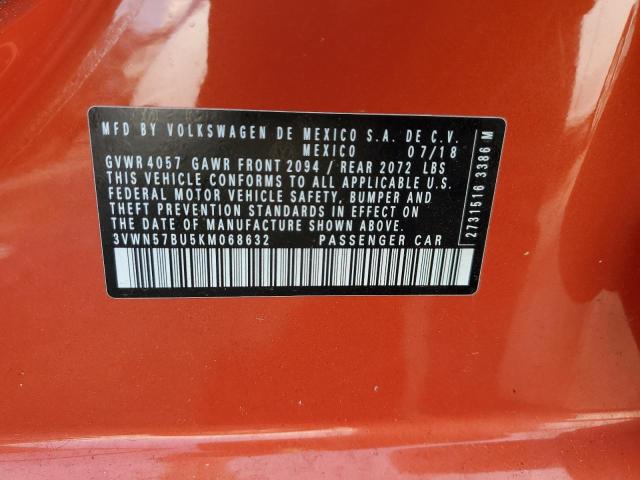 MFD BY VOLKSWAGEN DE MEXICO S.A. DE C.V.
MEXICO 07/18
GVWR 4057 GAWR FRONT 2094 / REAR 2072 LBS
THIS VEHICLE CONFORMS TO ALL APPLICABLE U.S.
FEDERAL MOTOR VEHICLE SAFETY, BUMPER AND
THEFT PREVENTION STANDARDS IN EFFECT ON
THE DATE OF MANUFACTURE SHOWN ABOVE.
3VWN57BU5KM068632 PASSENGER CAR
2731516 3386 M